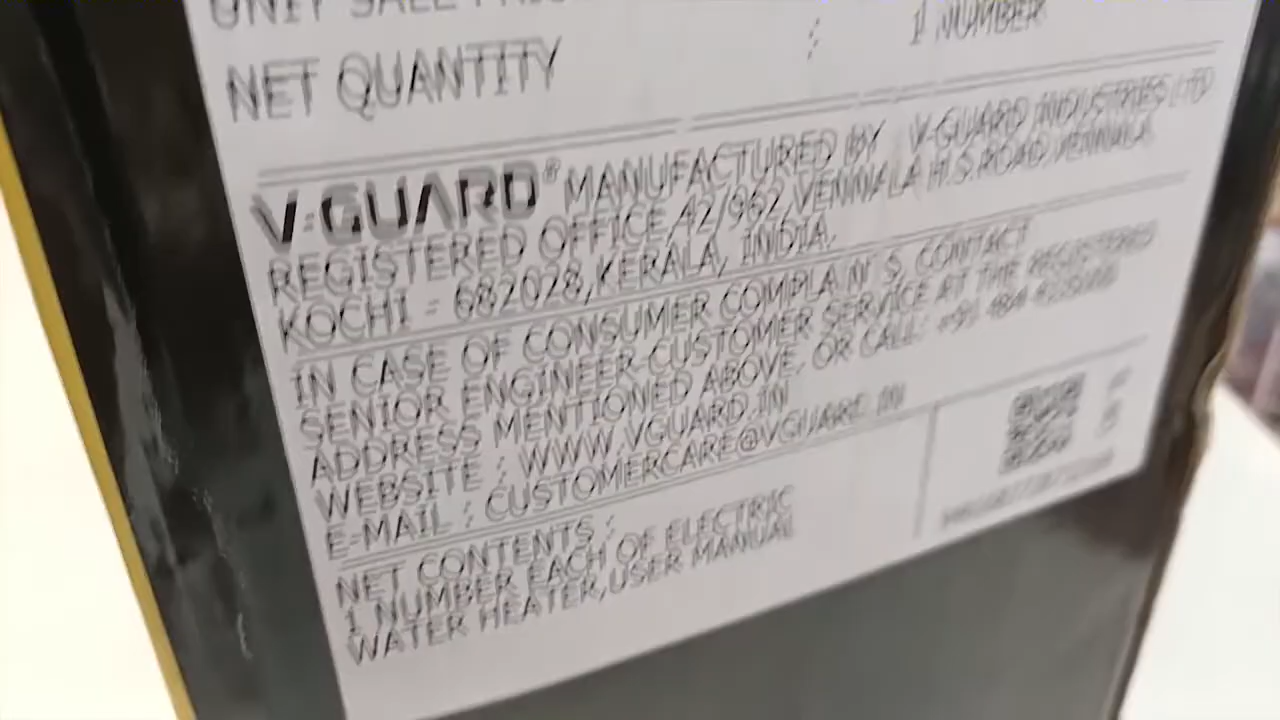 UNIT SALE PRICE
NET QUANTITY : 1 NUMBER
V-GUARD® MANUFACTURED BY V-GUARD INDUSTRIES LTD
REGISTERED OFFICE,42/962,VENNALA H.S.ROAD,VENNALA,
KOCHI - 682028,KERALA, INDIA.
IN CASE OF CONSUMER COMPLAINTS, CONTACT
SENIOR ENGINEER-CUSTOMER SERVICE AT THE REGISTERED
ADDRESS MENTIONED ABOVE, OR CALL: +91 484
WEBSITE : WWW.VGUARD.IN
E-MAIL : CUSTOMERCARE@VGUARD.IN
NET CONTENTS :
1 NUMBER EACH OF ELECTRIC
WATER HEATER,USER MANUAL